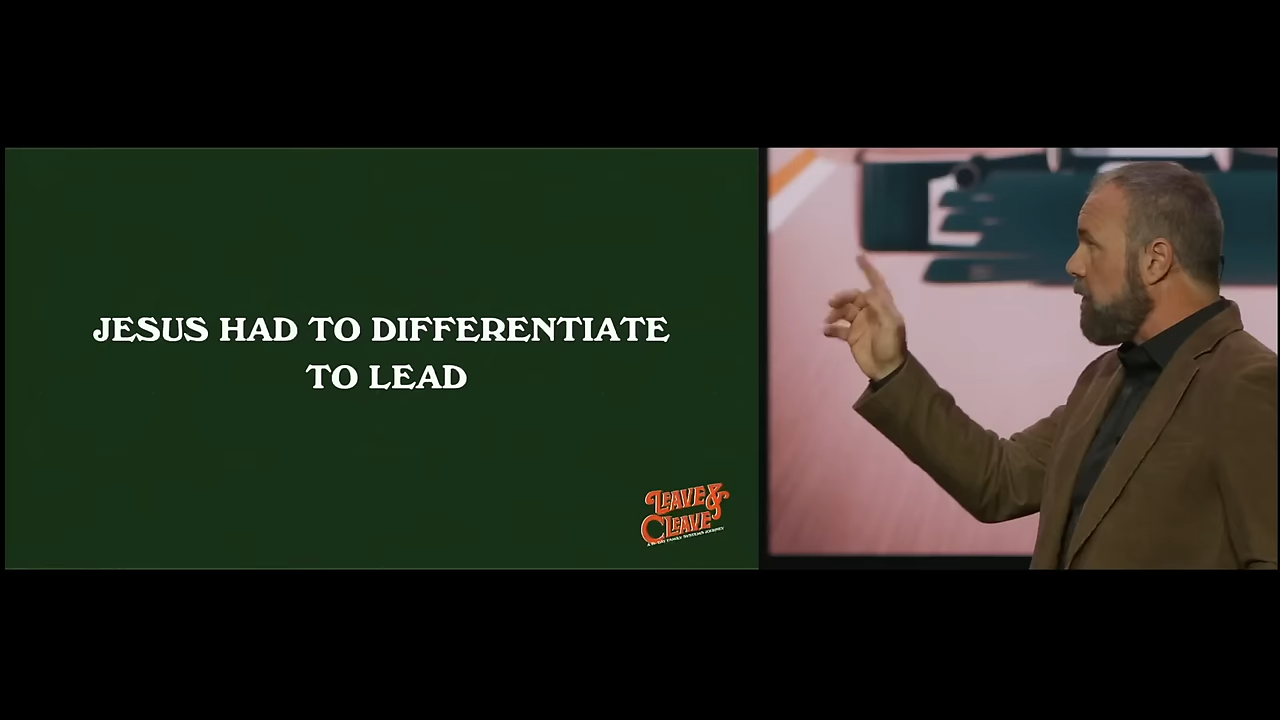 JESUS HAD TO DIFFERENTIATE
TO LEAD
LEAVE &
CLEAVE